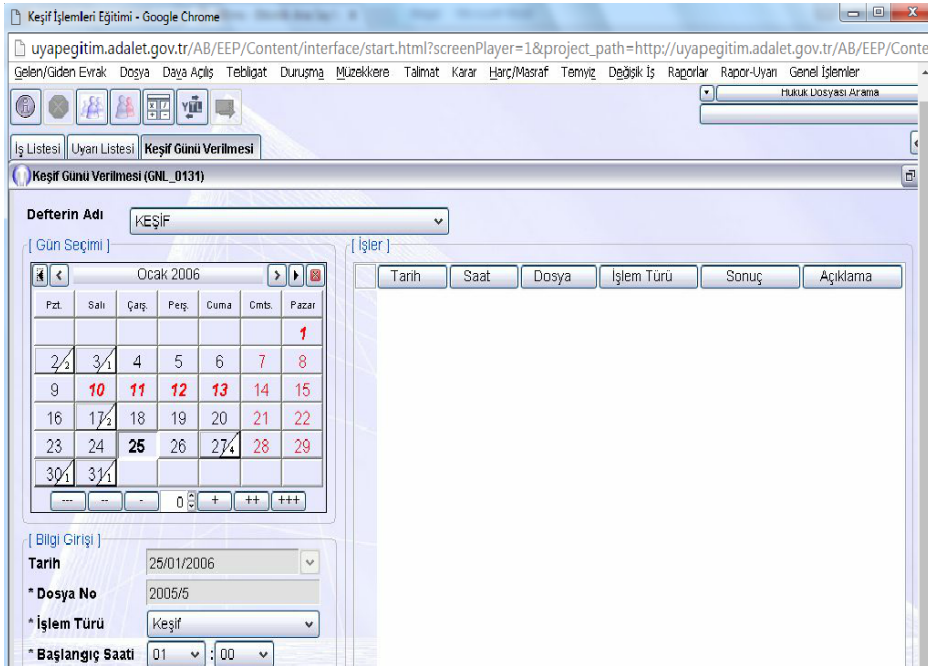 Keşif İşlemleri Eğitimi - Google Chrome
uyapegitim.adalet.gov.tr/AB/EEP/Content/interface/start.html?screenPlayer=1&project_path=http://uyapegitim.adalet.gov.tr/AB/EEP/Conte
Gelen/Giden Evrak Dosya Dava Açılış Tebligat Duruşma Müzekkere Talimat Karar Harç/Masraf Temyiz Değişik İş Raporlar Rapor-Uyarı Genel İşlemler
Hukuk Dosyası Arama
İş Listesi Uyarı Listesi Keşif Günü Verilmesi
Keşif Günü Verilmesi (GNL_0131)
Defterin Adı KEŞİF
[ Gün Seçimi ] [ İşler ]
< Ocak 2006 > Tarih Saat Dosya İşlem Türü Sonuç Açıklama
Pzt. Salı Çarş. Perş. Cuma Cmts. Pazar
1
2/2 3/1 4 5 6 7 8
9 10 11 12 13 14 15
16 17/2 18 19 20 21 22
23 24 25 26 27/4 28 29
30/1 31/1
--- -- - 0 + ++ +++
[ Bilgi Girişi ]
Tarih 25/01/2006
* Dosya No 2005/5
* İşlem Türü Keşif
* Başlangıç Saati 01 : 00